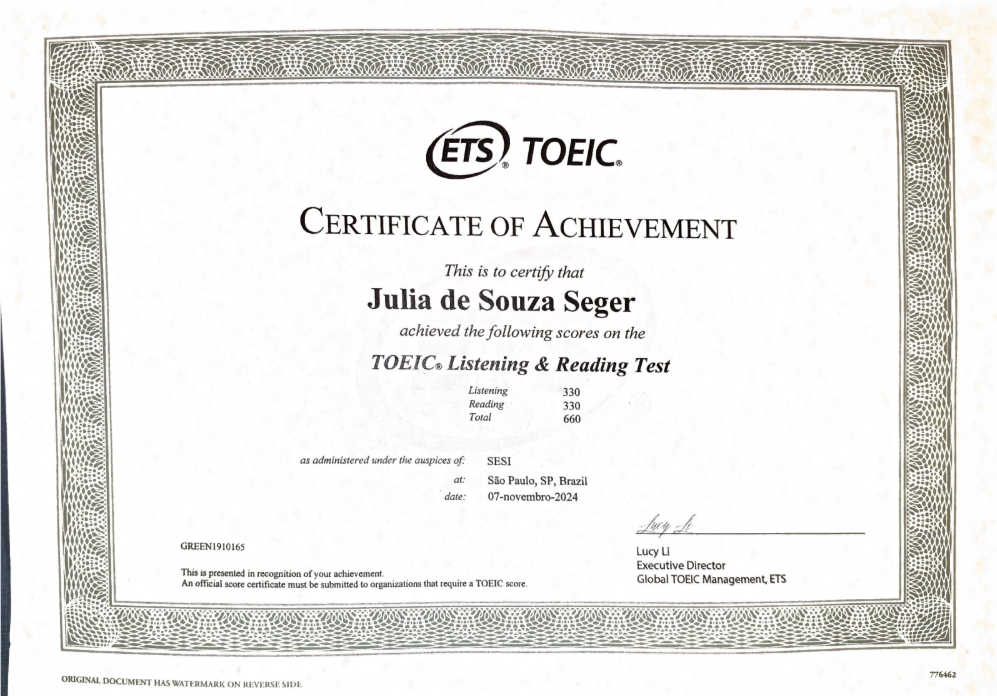 ETS® TOEIC®
CERTIFICATE OF ACHIEVEMENT
This is to certify that
Julia de Souza Seger
achieved the following scores on the
TOEIC® Listening & Reading Test
Listening 330
Reading 330
Total 660
as administered under the auspices of: SESI
at: São Paulo, SP, Brazil
date: 07-novembro-2024
Lucy Li
GREEN1910165
Lucy Li
Executive Director
Global TOEIC Management, ETS
This is presented in recognition of your achievement.
An official score certificate must be submitted to organizations that require a TOEIC score.
ORIGINAL DOCUMENT HAS WATERMARK ON REVERSE SIDE
776462